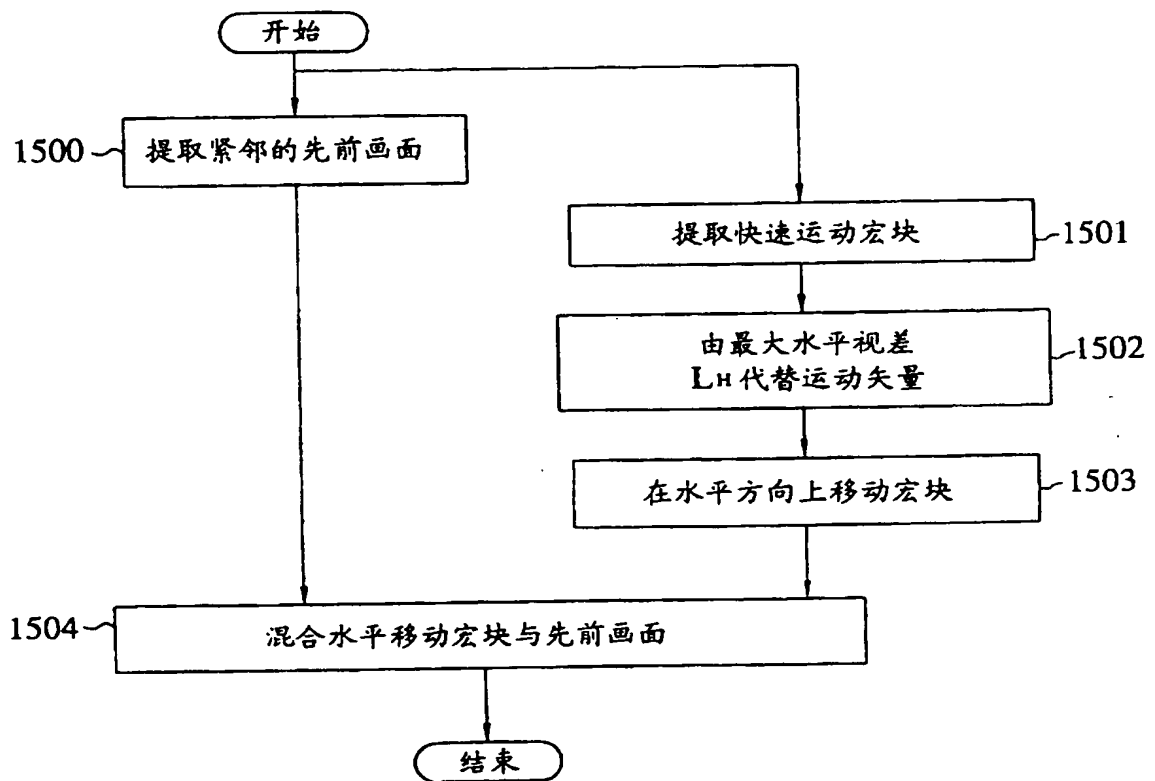 开始
1500
提取紧邻的先前画面
提取快速运动宏块
1501
由最大水平视差
LH代替运动矢量
1502
在水平方向上移动宏块
1503
1504
混合水平移动宏块与先前画面
结束